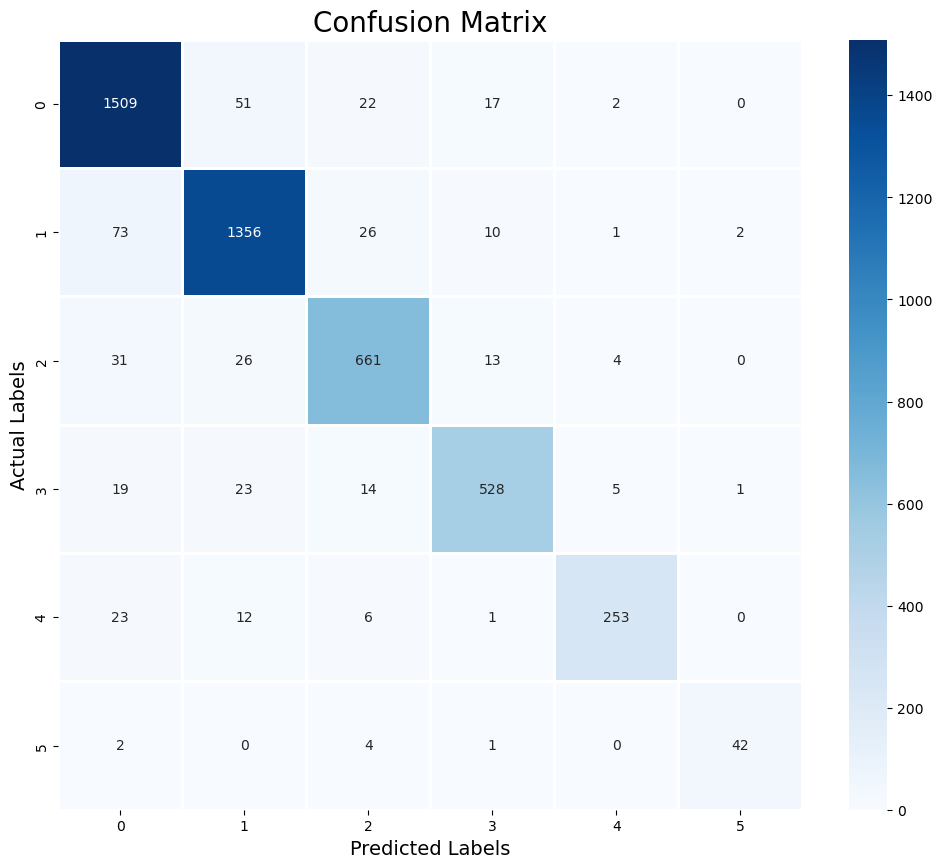 Confusion Matrix
Actual Labels
0 1509 51 22 17 2 0
1 73 1356 26 10 1 2
2 31 26 661 13 4 0
3 19 23 14 528 5 1
4 23 12 6 1 253 0
5 2 0 4 1 0 42
0 1 2 3 4 5
Predicted Labels
1400
1200
1000
800
600
400
200
0